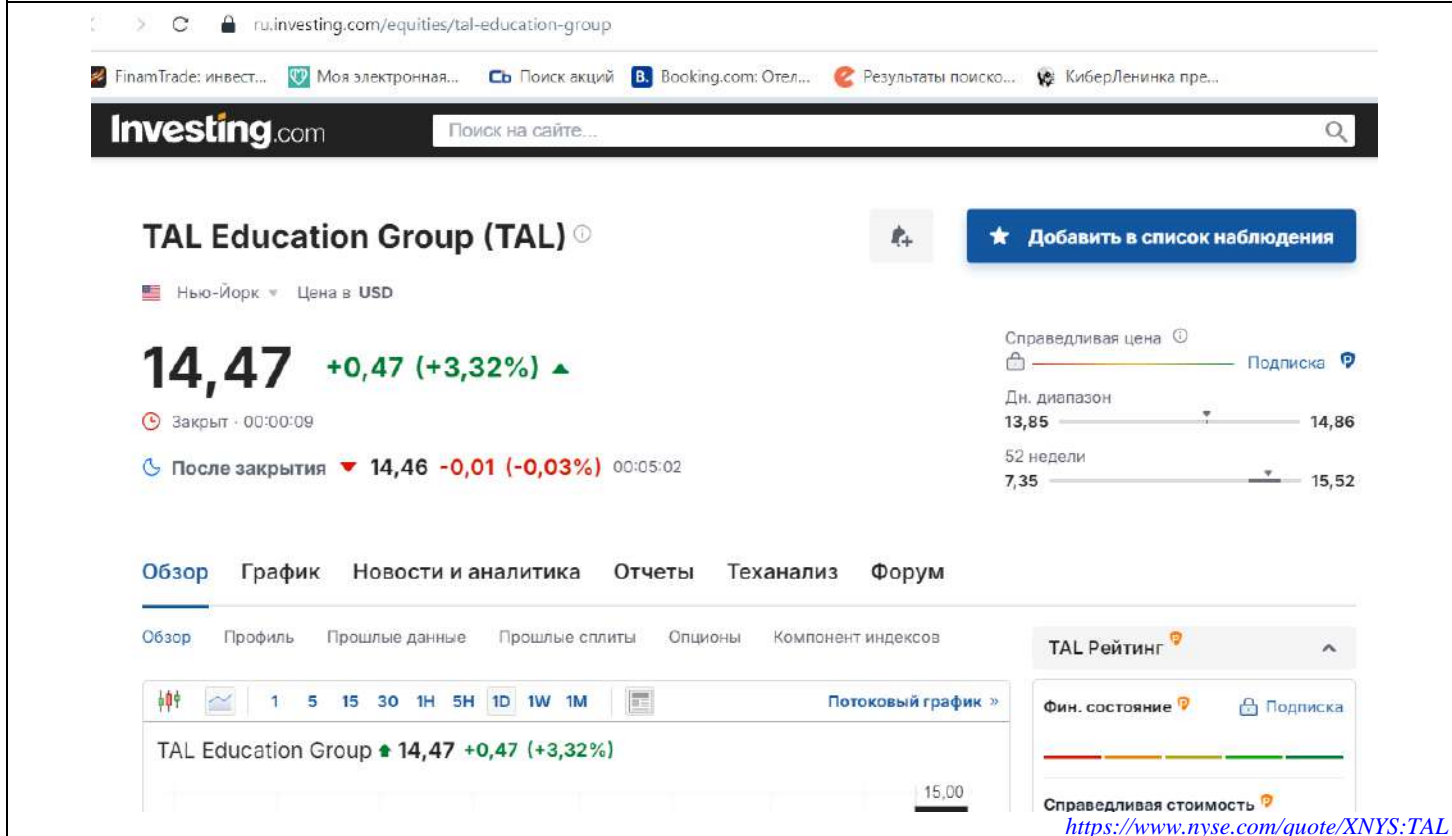 ru.investing.com/equities/tal-education-group
FinamTrade: инвест... Моя электронная... Сb Поиск акций B. Booking.com: Отел... Результаты поиско... КиберЛенинка пре...
Investing.com Поиск на сайте...
TAL Education Group (TAL)
Добавить в список наблюдения
Нью-Йорк Цена в USD
14,47 +0,47 (+3,32%)
Закрыт · 00:00:09
После закрытия 14,46 -0,01 (-0,03%) 00:05:02
Справедливая цена
Подписка
Дн. диапазон
13,85 14,86
52 недели
7,35 15,52
Обзор График Новости и аналитика Отчеты Теханализ Форум
Обзор Профиль Прошлые данные Прошлые сплиты Опционы Компонент индексов
1 5 15 30 1H 5H 1D 1W 1M Потоковый график »
TAL Education Group 14,47 +0,47 (+3,32%)
15,00
TAL Рейтинг
Фин. состояние Подписка
Справедливая стоимость
https://www.nyse.com/quote/XNYS:TAL